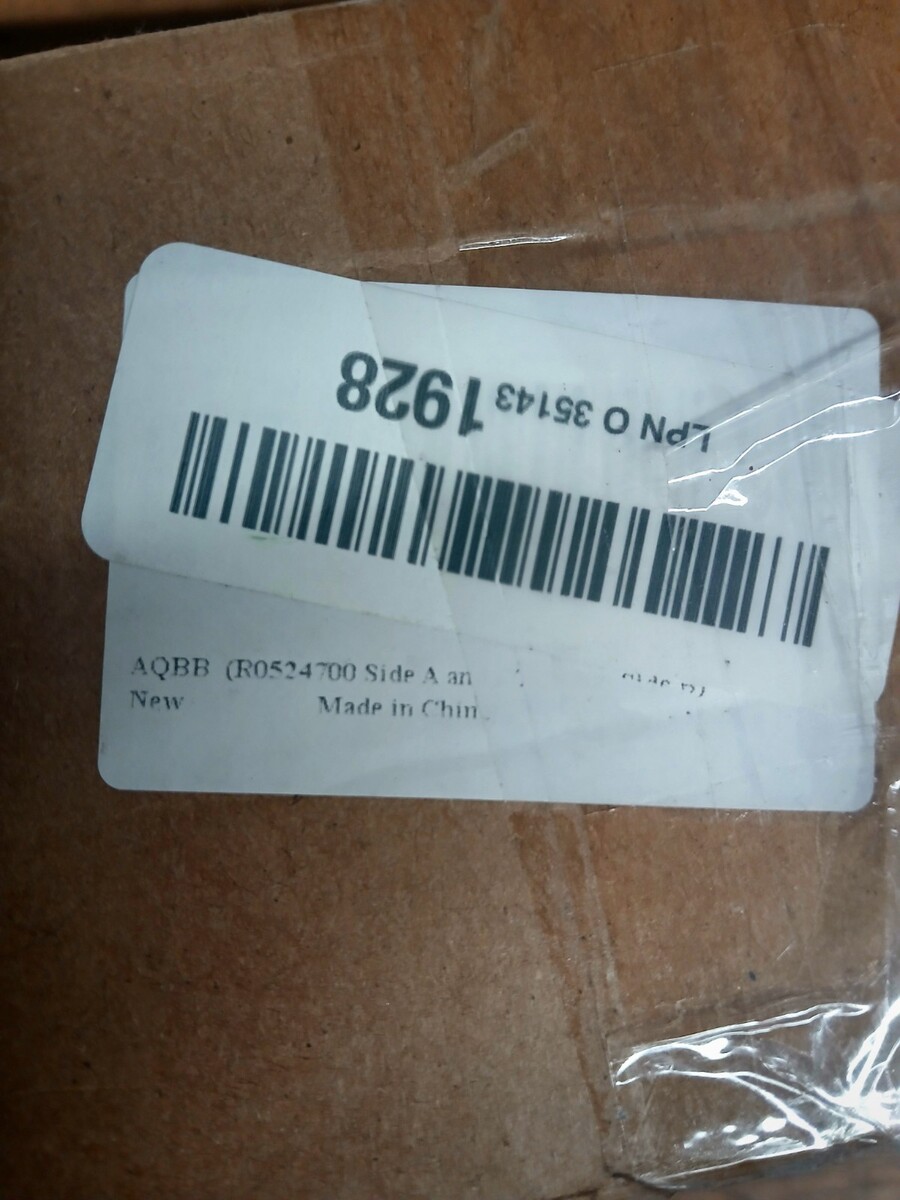 LPN O 35143 1928
AQBB (R0524700 Side A an
New Made in Chin